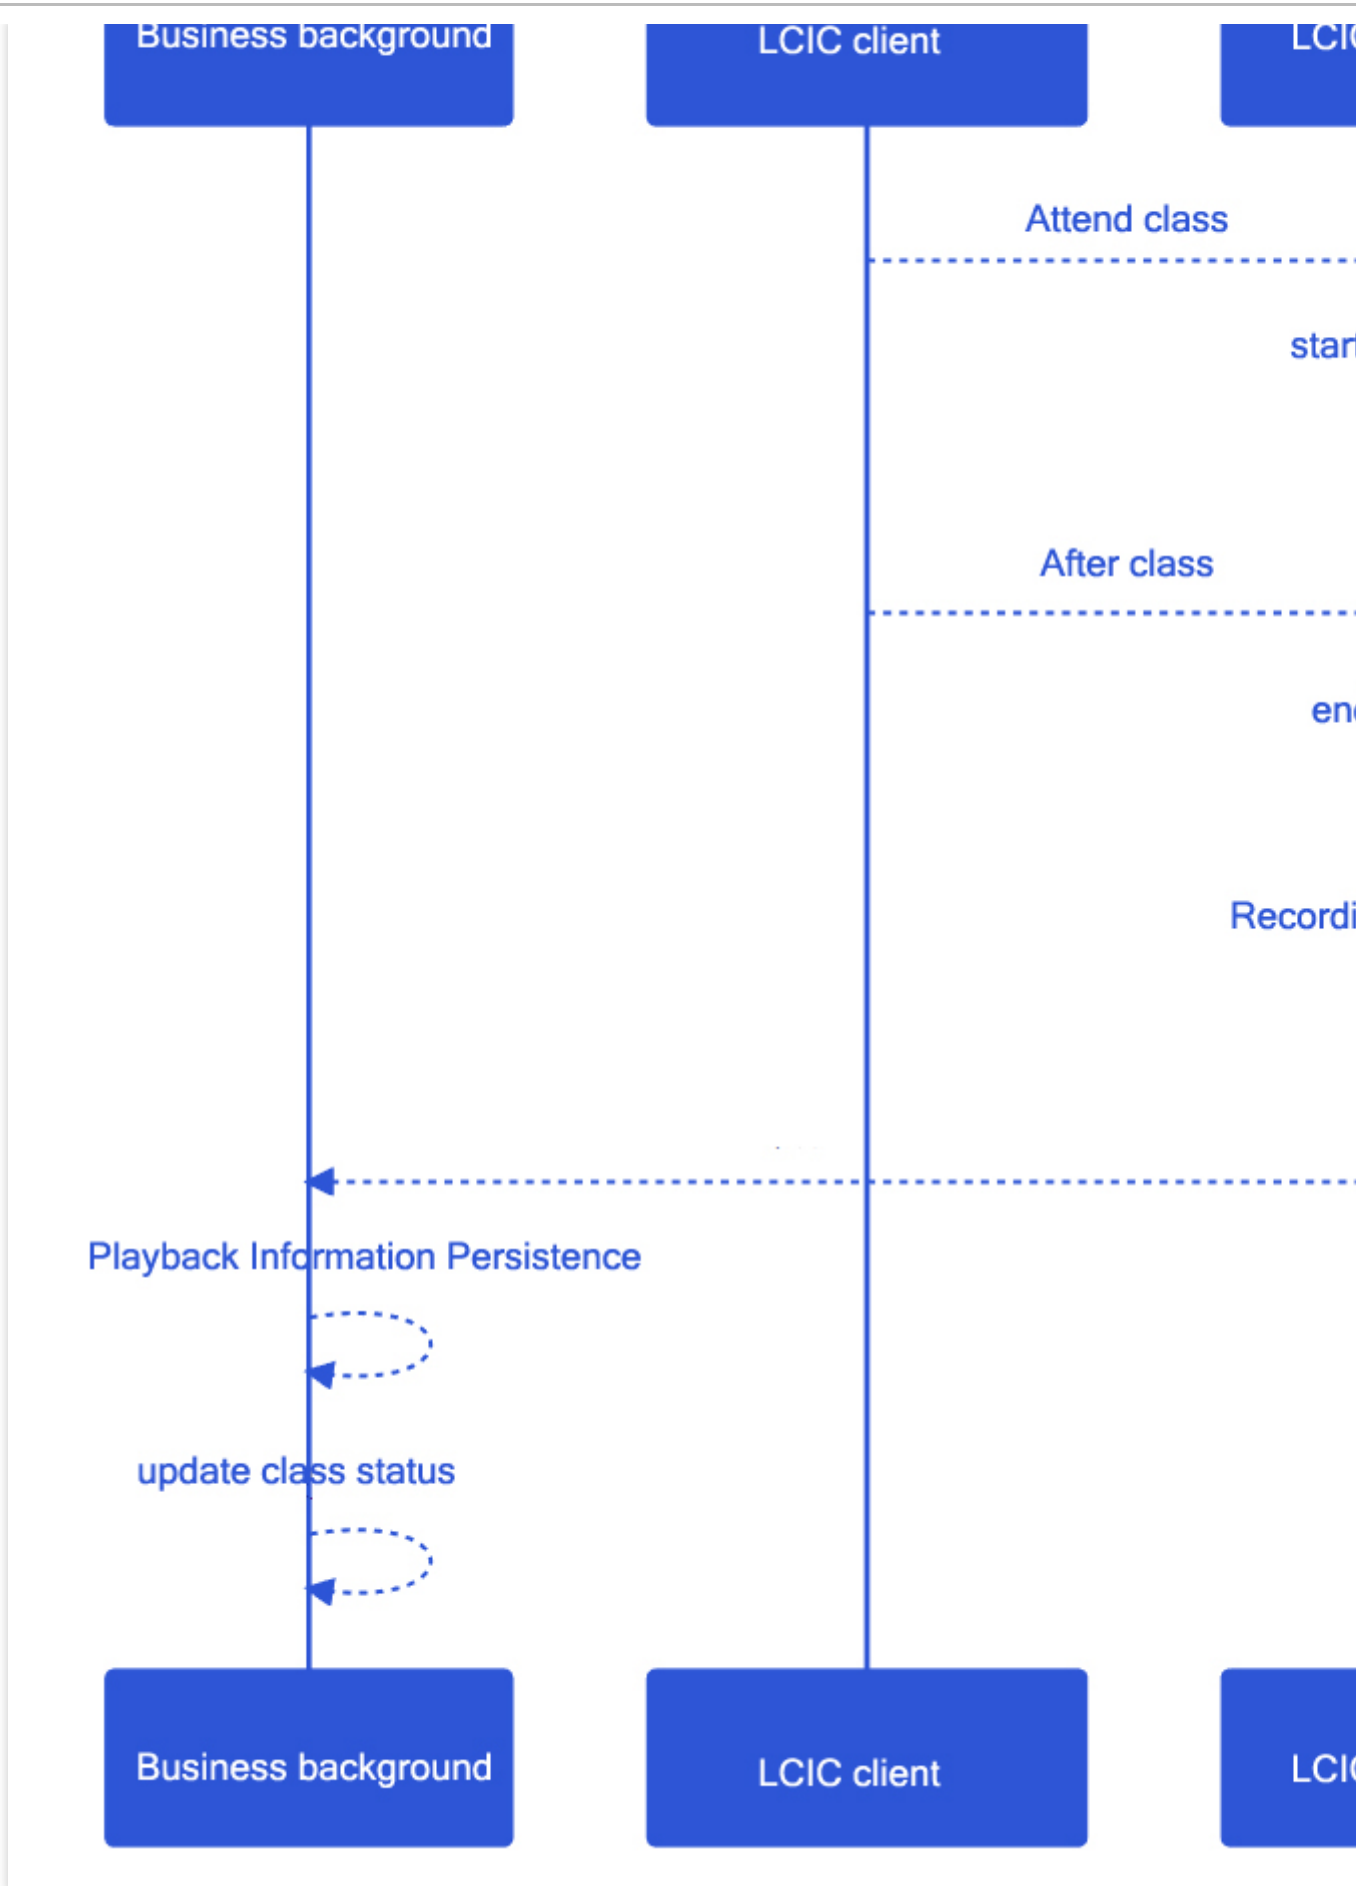 Business background
LCIC client
Attend class
After class
Playback Information Persistence
update class status
Business background
LCIC client